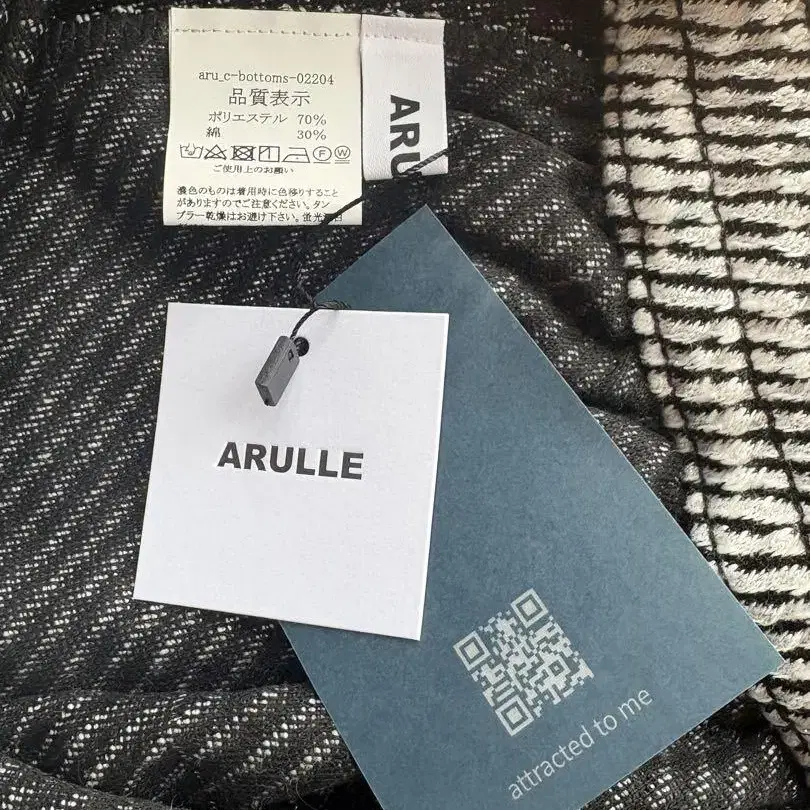 aru_c-bottoms-02204
品質表示
ポリエステル 70%
綿 30%
F W
ご使用上のお願い
濃色のものは着用時に色移りすること
がありますのでご注意ください。タン
ブラー乾燥はお避け下さい。蛍光
ARU
ARULLE
attracted to me